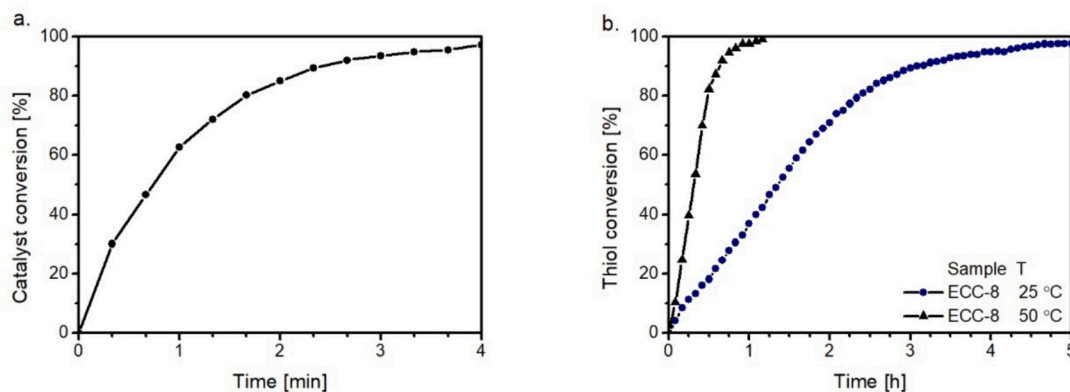 a.
100
80
60
40
20
0
Catalyst conversion [%]
0 1 2 3 4
Time [min]
b.
100
80
60
40
20
0
Thiol conversion [%]
Sample T
ECC-8 25 °C
ECC-8 50 °C
0 1 2 3 4 5
Time [h]